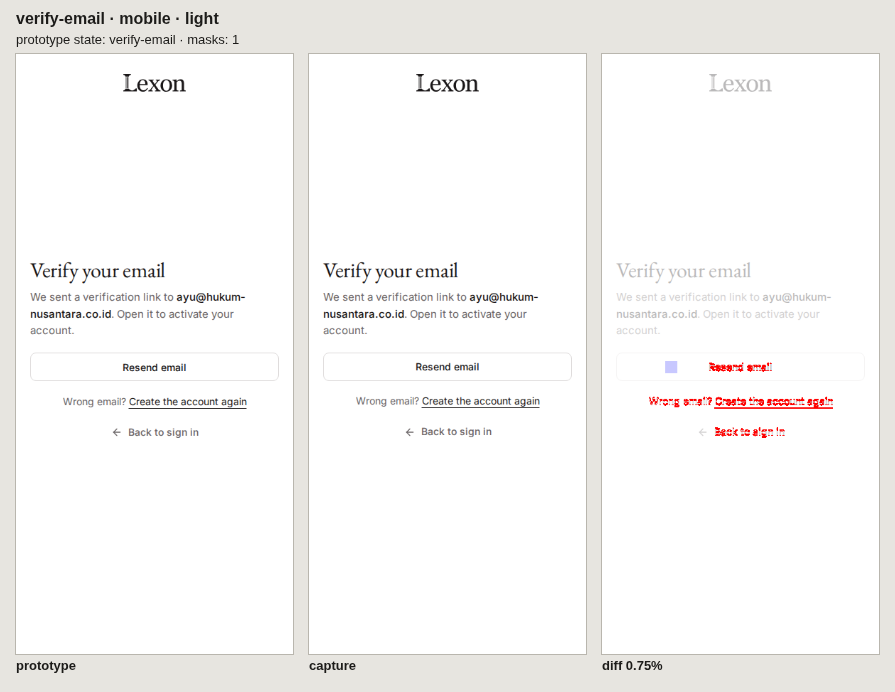 verify-email · mobile · light
prototype state: verify-email · masks: 1
Lexon
Verify your email
We sent a verification link to ayu@hukum-
nusantara.co.id. Open it to activate your
account.
Resend email
Wrong email? Create the account again
← Back to sign in
prototype
Lexon
Verify your email
We sent a verification link to ayu@hukum-
nusantara.co.id. Open it to activate your
account.
Resend email
Wrong email? Create the account again
← Back to sign in
capture
Lexon
Verify your email
We sent a verification link to ayu@hukum-
nusantara.co.id. Open it to activate your
account.
Resend email
Wrong email? Create the account again
← Back to sign in
diff 0.75%